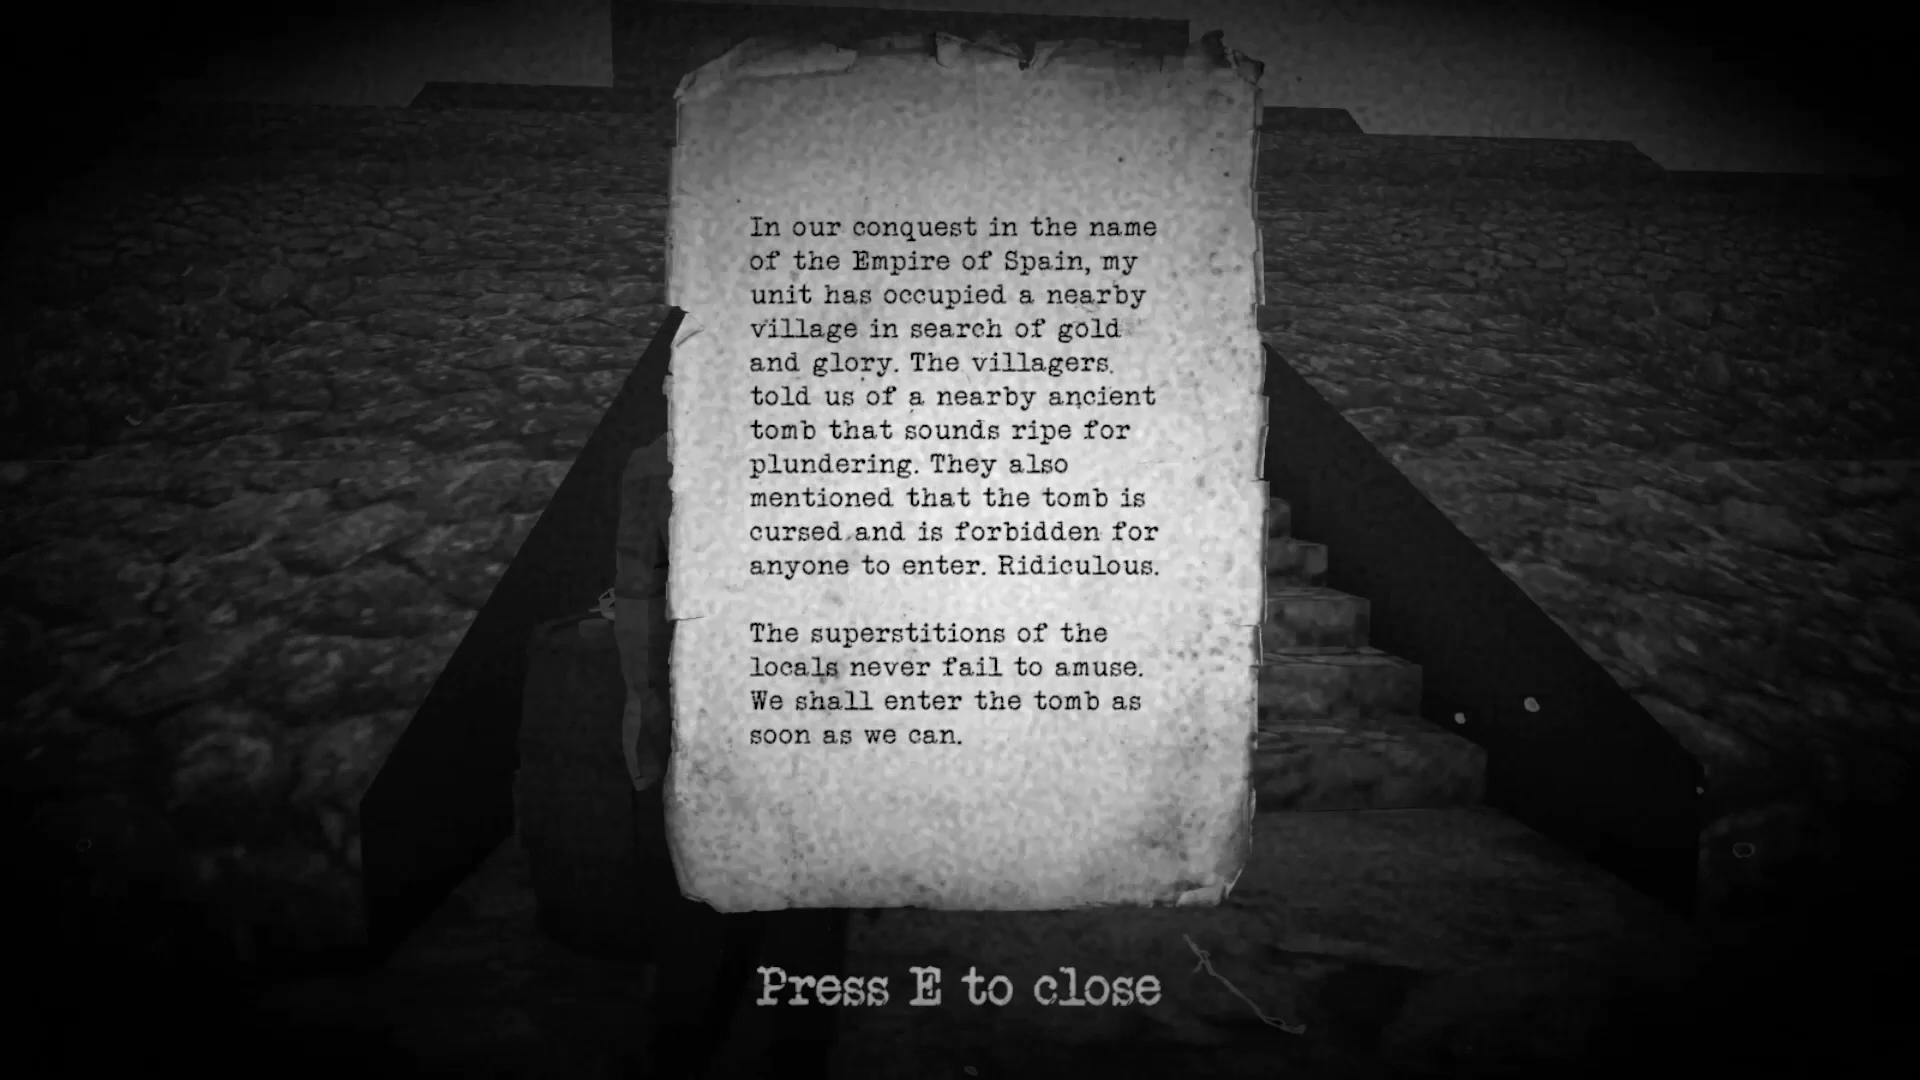 In our conquest in the name
of the Empire of Spain, my
unit has occupied a nearby
village in search of gold
and glory. The villagers
told us of a nearby ancient
tomb that sounds ripe for
plundering. They also
mentioned that the tomb is
cursed and is forbidden for
anyone to enter. Ridiculous.
The superstitions of the
locals never fail to amuse.
We shall enter the tomb as
soon as we can.
Press E to close